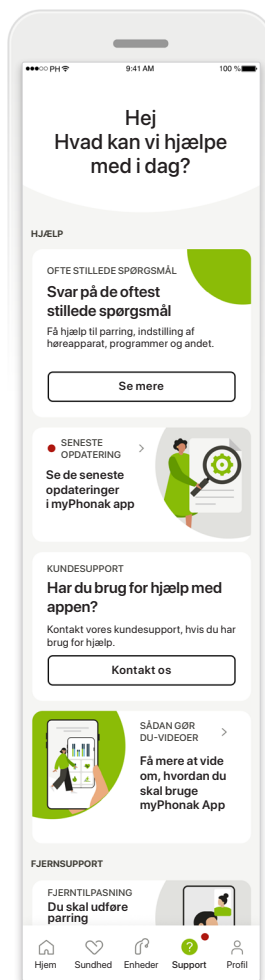 PH 9:41 AM 100 %
Hej
Hvad kan vi hjælpe
med i dag?
HJÆLP
OFTE STILLEDE SPØRGSMÅL
Svar på de oftest
stillede spørgsmål
Få hjælp til parring, indstilling af
høreapparat, programmer og andet.
Se mere
SENESTE
OPDATERING
Se de seneste
opdateringer
i myPhonak app
KUNDESUPPORT
Har du brug for hjælp med
appen?
Kontakt vores kundesupport, hvis du har
brug for hjælp.
Kontakt os
SÅDAN GØR
DU-VIDEOER
Få mere at vide
om, hvordan du
skal bruge
myPhonak App
FJERNSUPPORT
FJERNTILPASNING
Du skal udføre
parring
Hjem Sundhed Enheder Support Profil